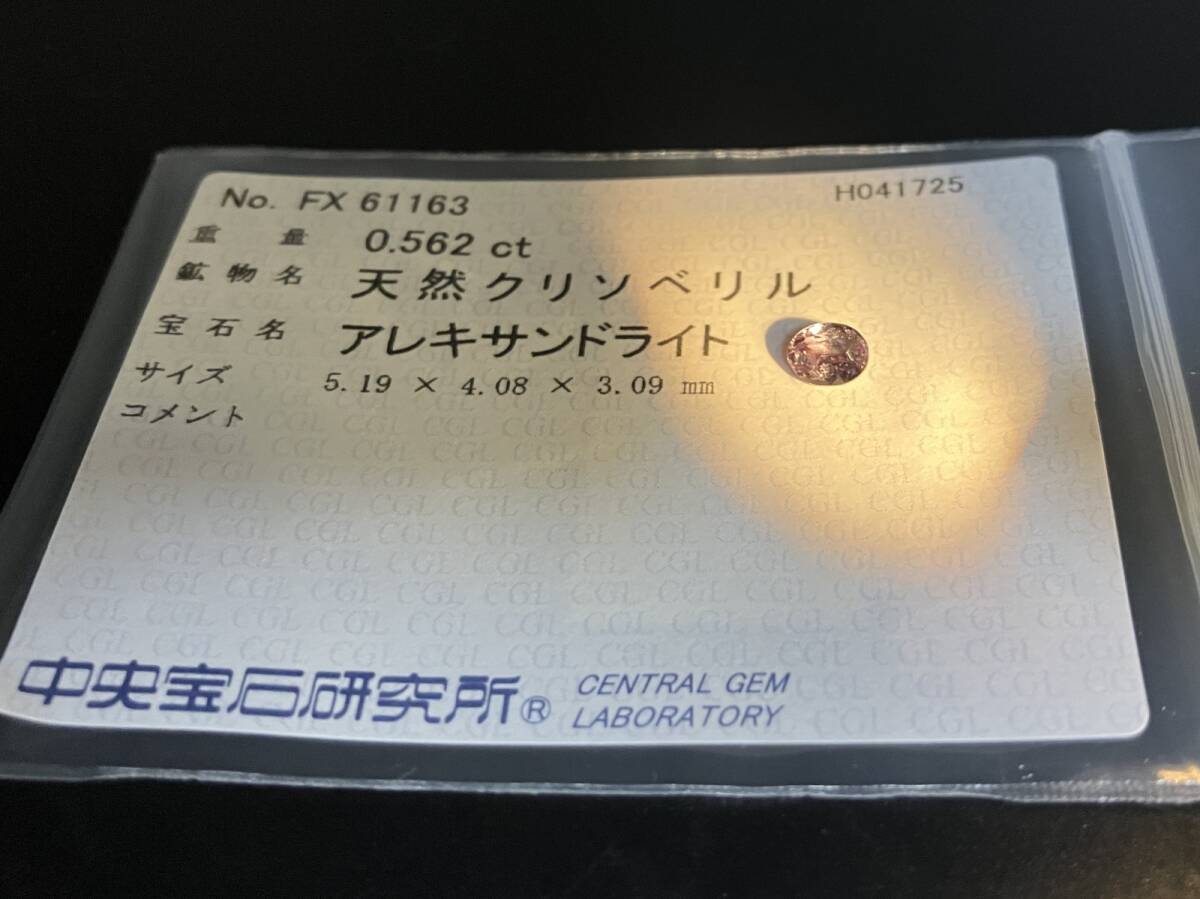 No. FX 61163
H041725
重量 0.562 ct
鉱物名 天然クリソベリル
宝石名 アレキサンドライト
サイズ 5.19 × 4.08 × 3.09 mm
コメント
中央宝石研究所® CENTRAL GEM
LABORATORY